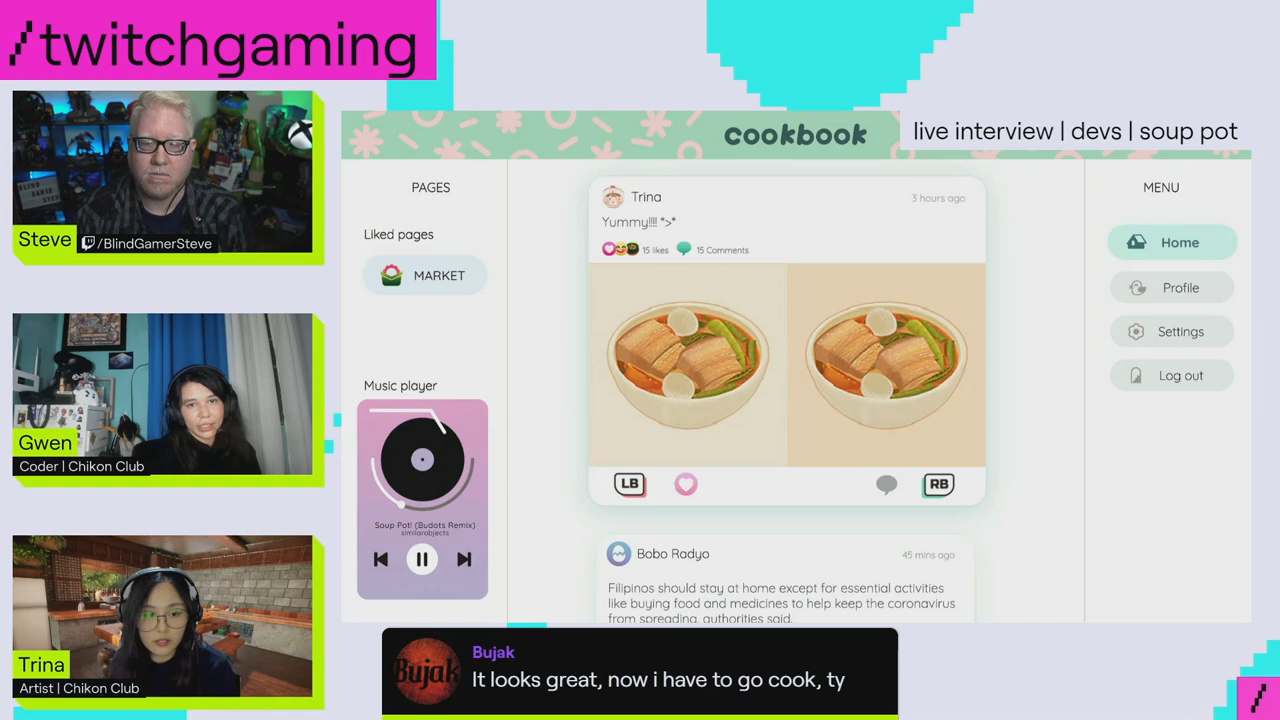 /twitchgaming
Steve
/BlindGamerSteve
Gwen
Coder | Chikon Club
Trina
Artist | Chikon Club
cookbook
live interview | devs | soup pot
PAGES
Liked pages
MARKET
Music player
Soup Pot! (Budots Remix)
similarobjects
Trina
3 hours ago
Yummy!!!! *>*
15 likes
15 Comments
LB
RB
Bobo Radyo
45 mins ago
Filipinos should stay at home except for essential activities
like buying food and medicines to help keep the coronavirus
from spreading, authorities said.
MENU
Home
Profile
Settings
Log out
Bujak
Bujak
It looks great, now i have to go cook, ty
/